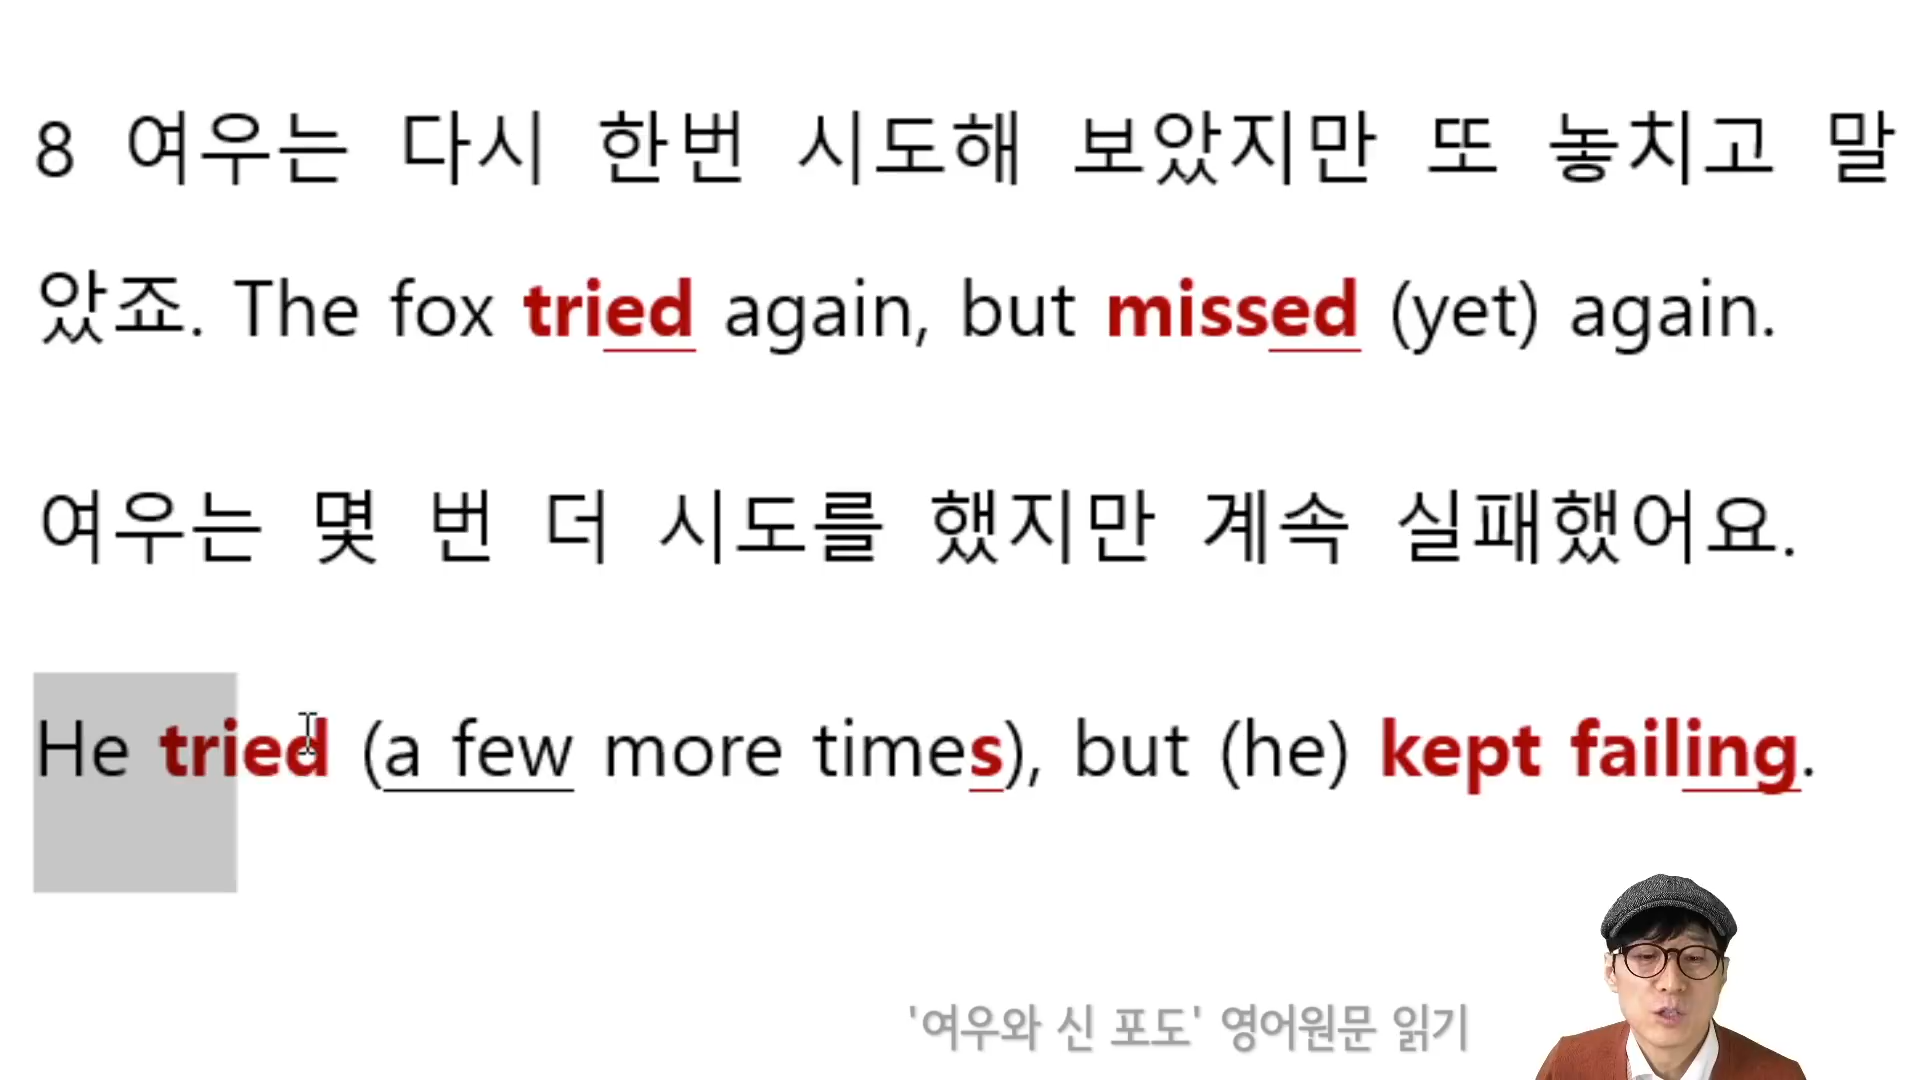 8 여우는 다시 한번 시도해 보았지만 또 놓치고 말
았죠. The fox tried again, but missed (yet) again.
여우는 몇 번 더 시도를 했지만 계속 실패했어요.
He tried (a few more times), but (he) kept failing.
'여우와 신 포도' 영어원문 읽기